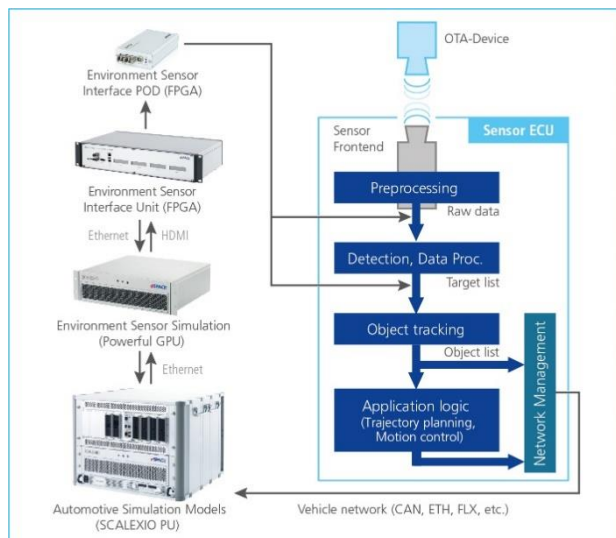 OTA-Device
Environment Sensor
Interface POD (FPGA)
Sensor
Frontend
Sensor ECU
Preprocessing
Raw data
Environment Sensor
Interface Unit (FPGA)
Ethernet
HDMI
Detection, Data Proc.
Target list
Environment Sensor Simulation
(Powerful GPU)
Ethernet
Object tracking
Object list
Application logic
(Trajectory planning,
Motion control)
Network Management
Automotive Simulation Models
(SCALEXIO PU)
Vehicle network (CAN, ETH, FLX, etc.)